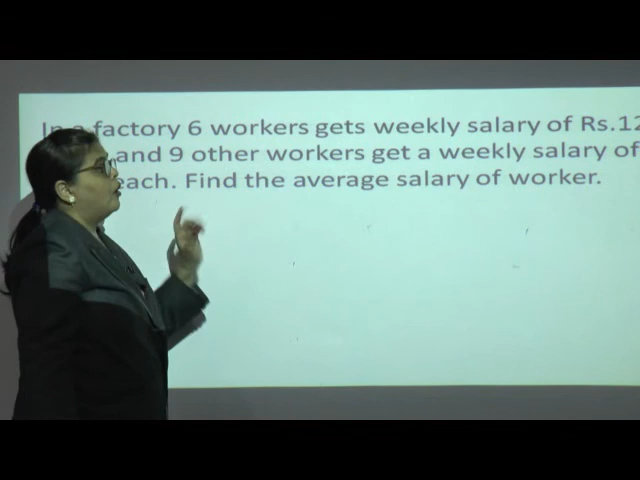 In a factory 6 workers gets weekly salary of Rs.12
and 9 other workers get a weekly salary of
each. Find the average salary of worker.